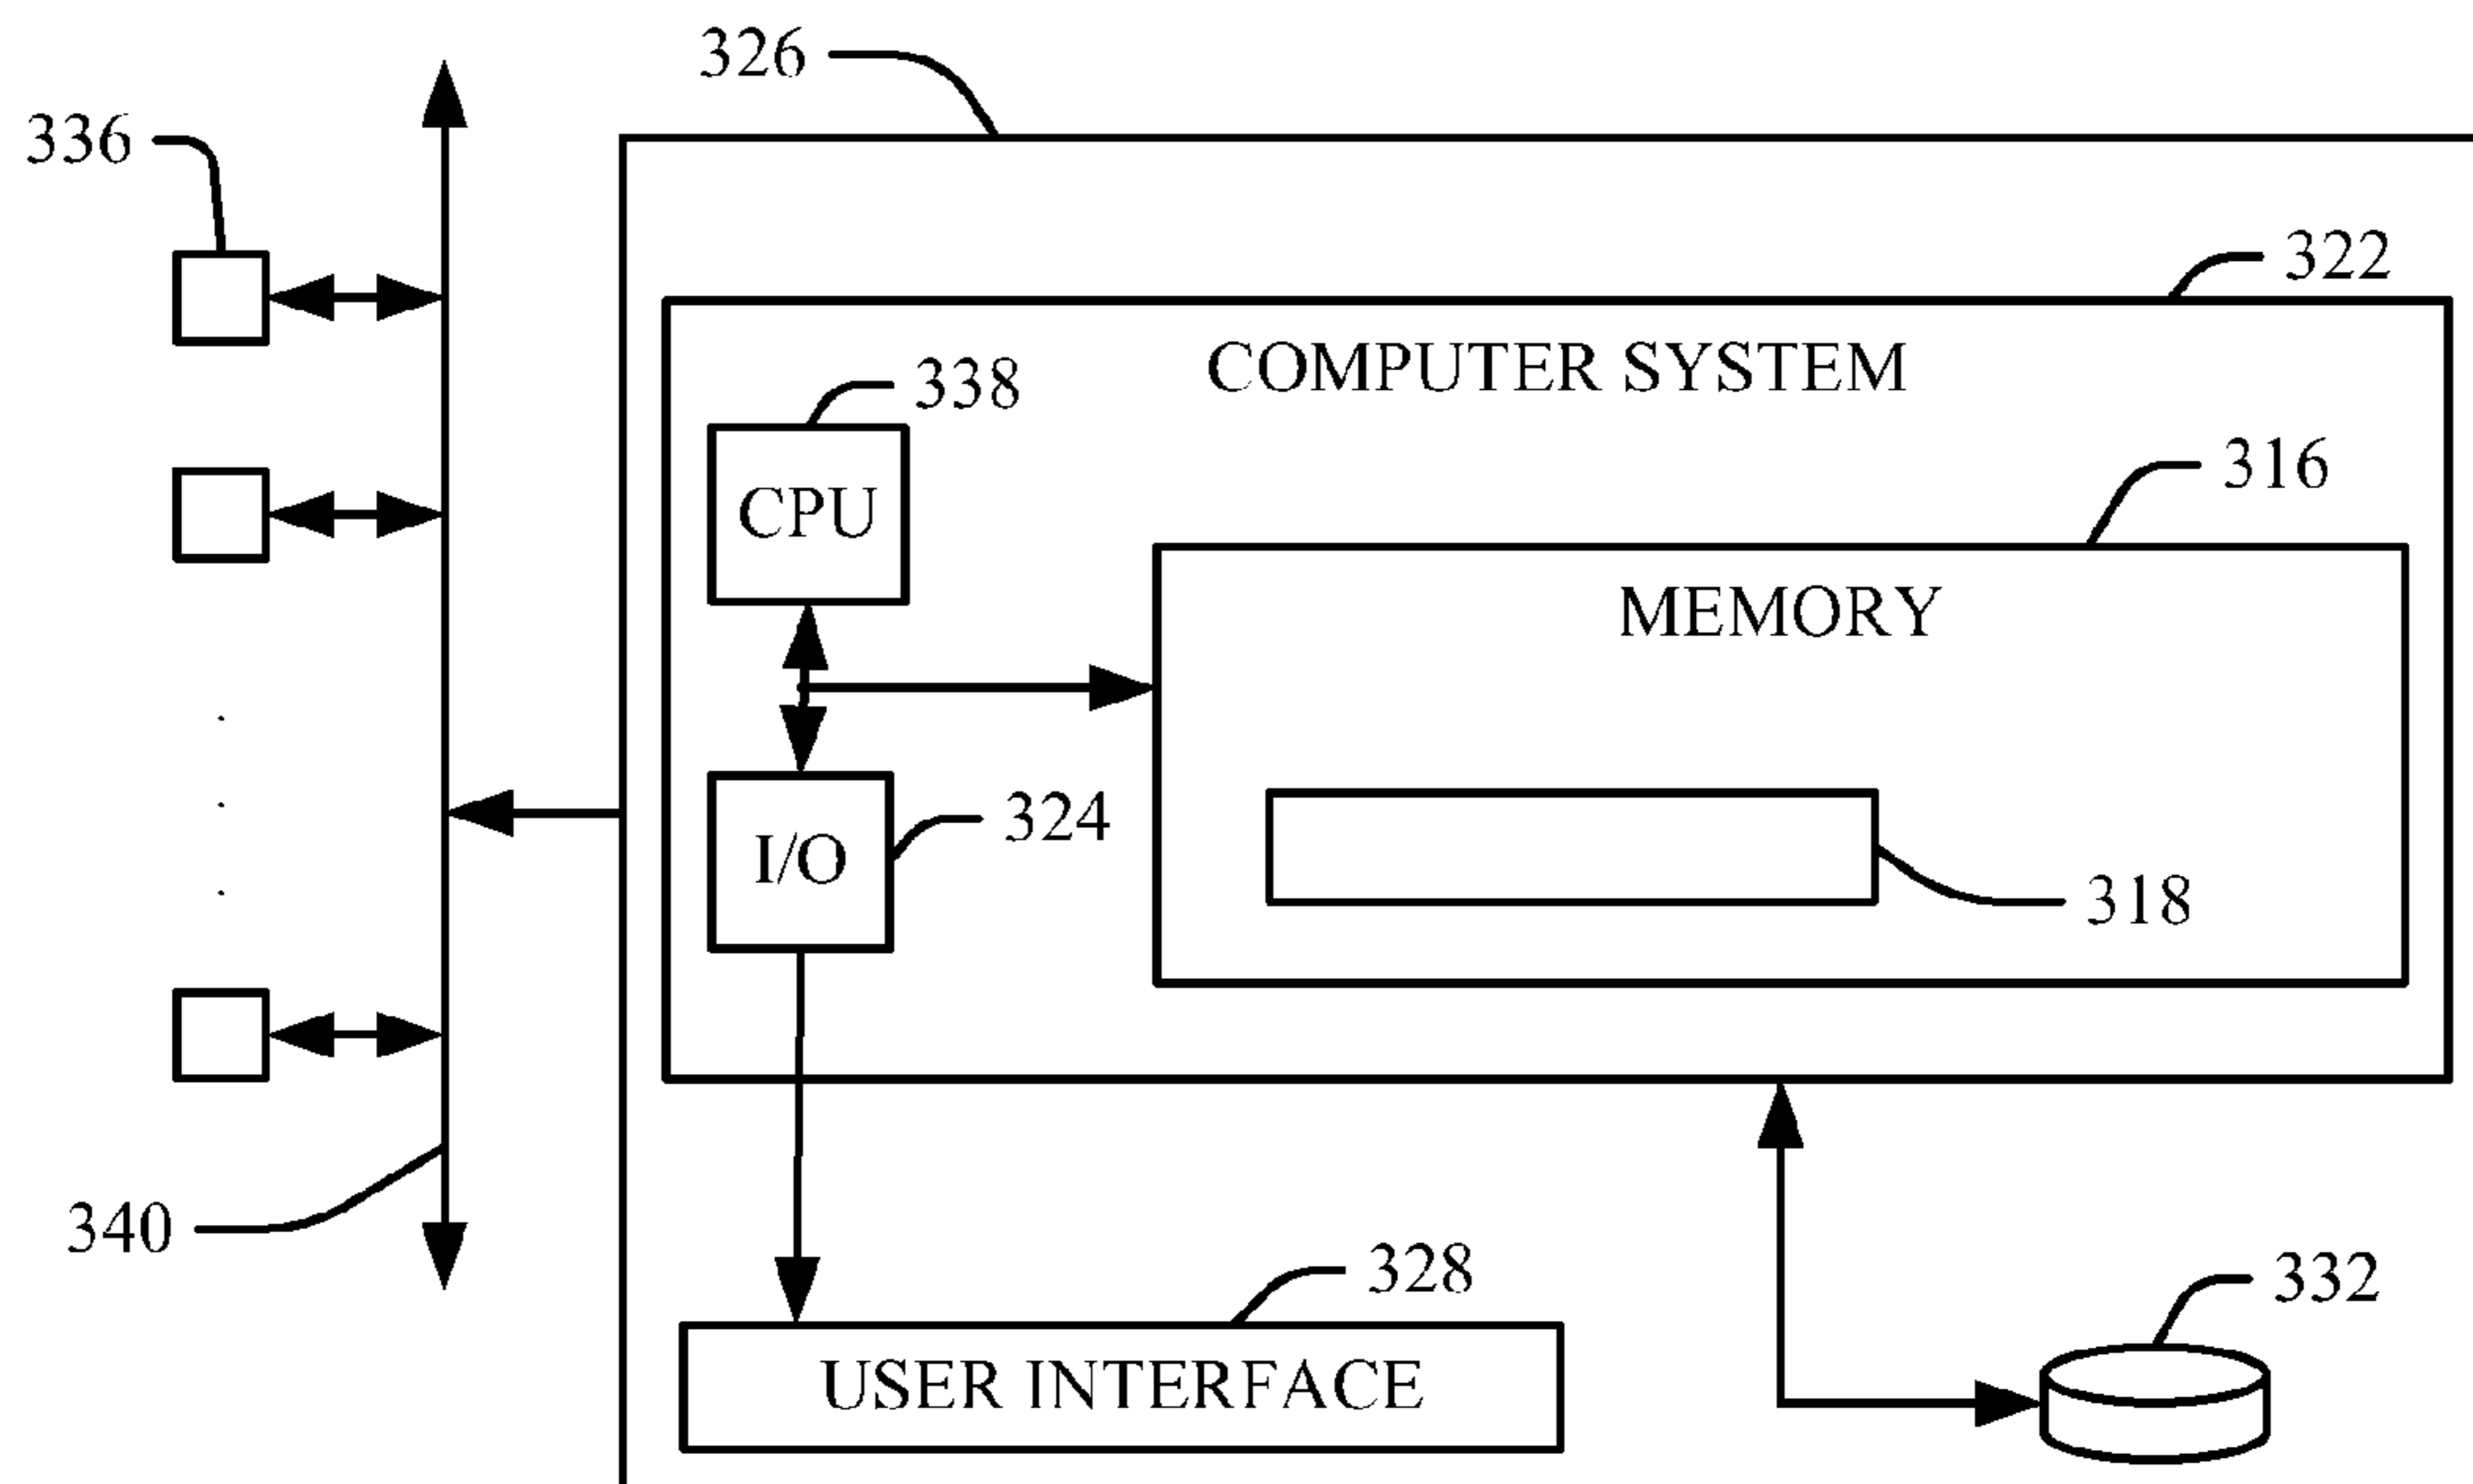 326
336
322
COMPUTER SYSTEM
338
316
CPU
MEMORY
324
I/O
318
340
328
332
USER INTERFACE